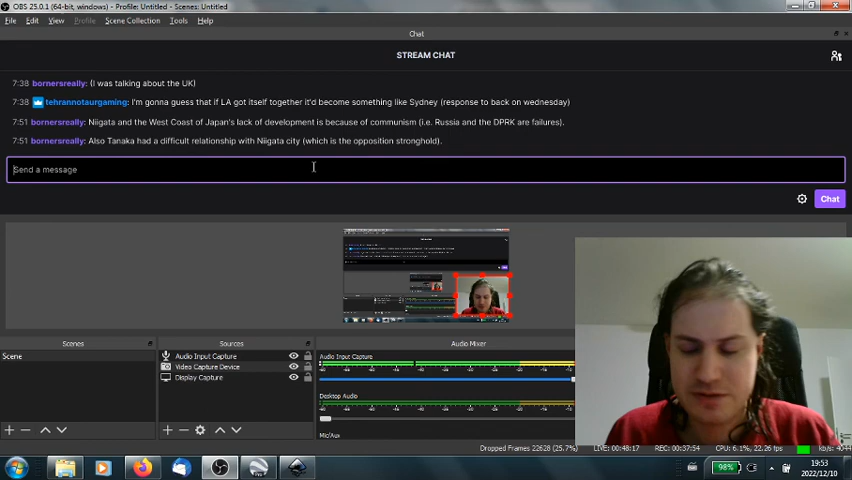 OBS 25.0.1 (64-bit, windows) - Profile: Untitled - Scenes: Untitled
File Edit View Profile Scene Collection Tools Help
Chat
STREAM CHAT
7:38 bornersreally: (I was talking about the UK)
7:38 tehrannotaurgaming: I'm gonna guess that if LA got itself together it'd become something like Sydney (response to back on wednesday)
7:51 bornersreally: Niigata and the West Coast of Japan's lack of development is because of communism (i.e. Russia and the DPRK are failures).
7:51 bornersreally: Also Tanaka had a difficult relationship with Niigata city (which is the opposition stronghold).
Send a message
Chat
Scenes Sources Audio Mixer
Scene
Audio Input Capture
Video Capture Device
Display Capture
Audio Input Capture
Desktop Audio
Mic/Aux
Dropped Frames 22628 (25.7%) LIVE: 00:48:17 REC: 00:37:54 CPU: 6.1%, 22.26 fps kb/s: 4044
98% 19:53
2022/12/10